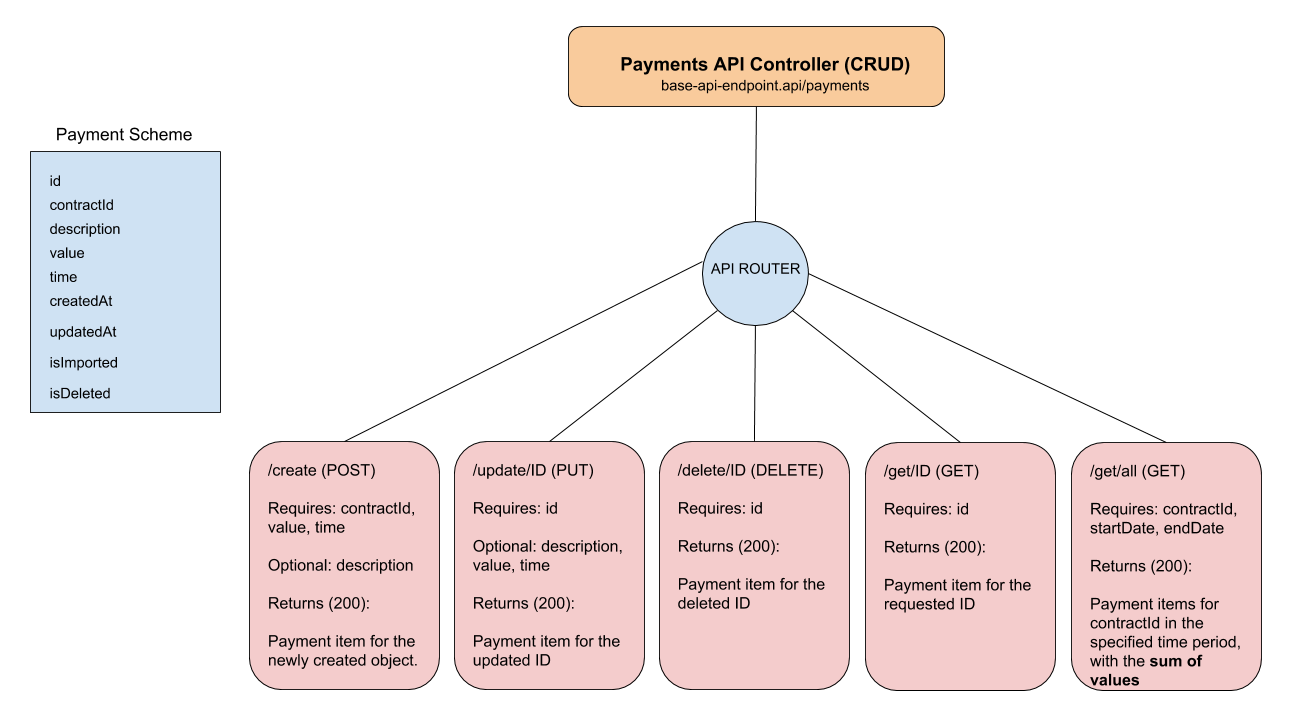 Payments API Controller (CRUD)
base-api-endpoint.api/payments
Payment Scheme
id
contractId
description
value
time
createdAt
updatedAt
isImported
isDeleted
API ROUTER
/create (POST)
Requires: contractId,
value, time
Optional: description
Returns (200):
Payment item for the
newly created object.
/update/ID (PUT)
Requires: id
Optional: description,
value, time
Returns (200):
Payment item for the
updated ID
/delete/ID (DELETE)
Requires: id
Returns (200):
Payment item for the
deleted ID
/get/ID (GET)
Requires: id
Returns (200):
Payment item for the
requested ID
/get/all (GET)
Requires: contractId,
startDate, endDate
Returns (200):
Payment items for
contractId in the
specified time period,
with the sum of
values